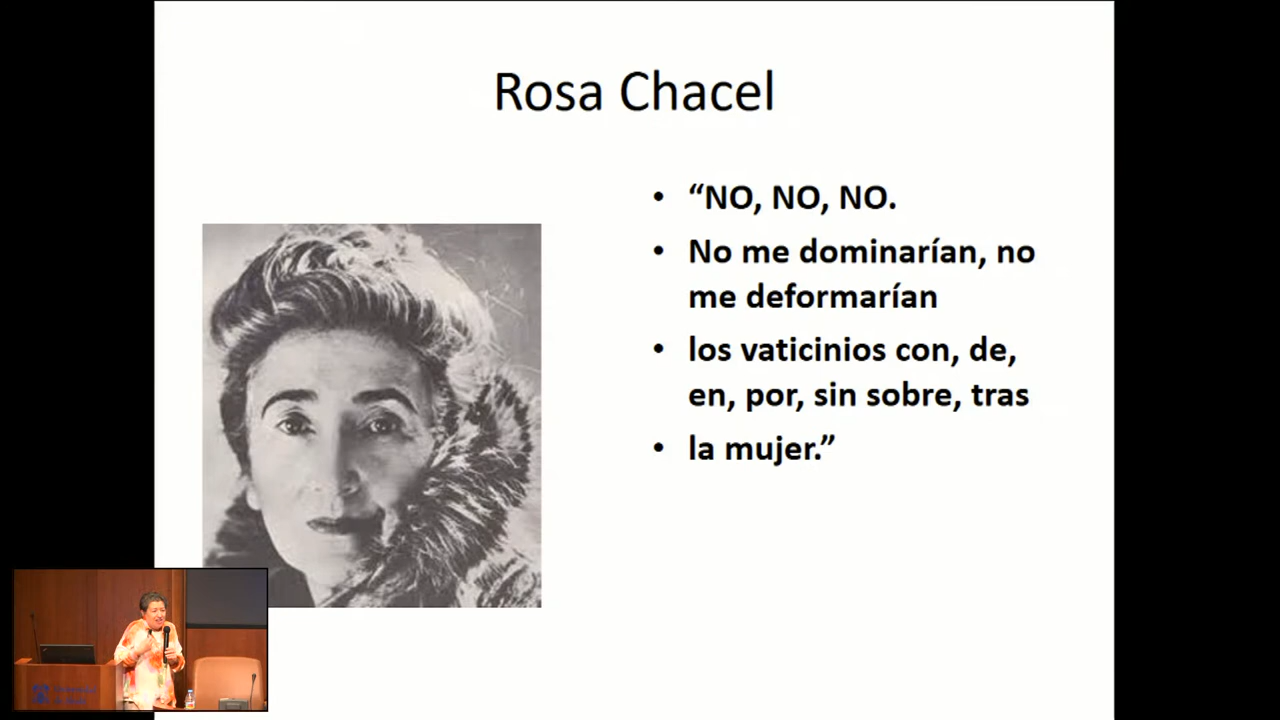 Rosa Chacel
• “NO, NO, NO.
• No me dominarían, no
me deformarían
• los vaticinios con, de,
en, por, sin sobre, tras
• la mujer.”